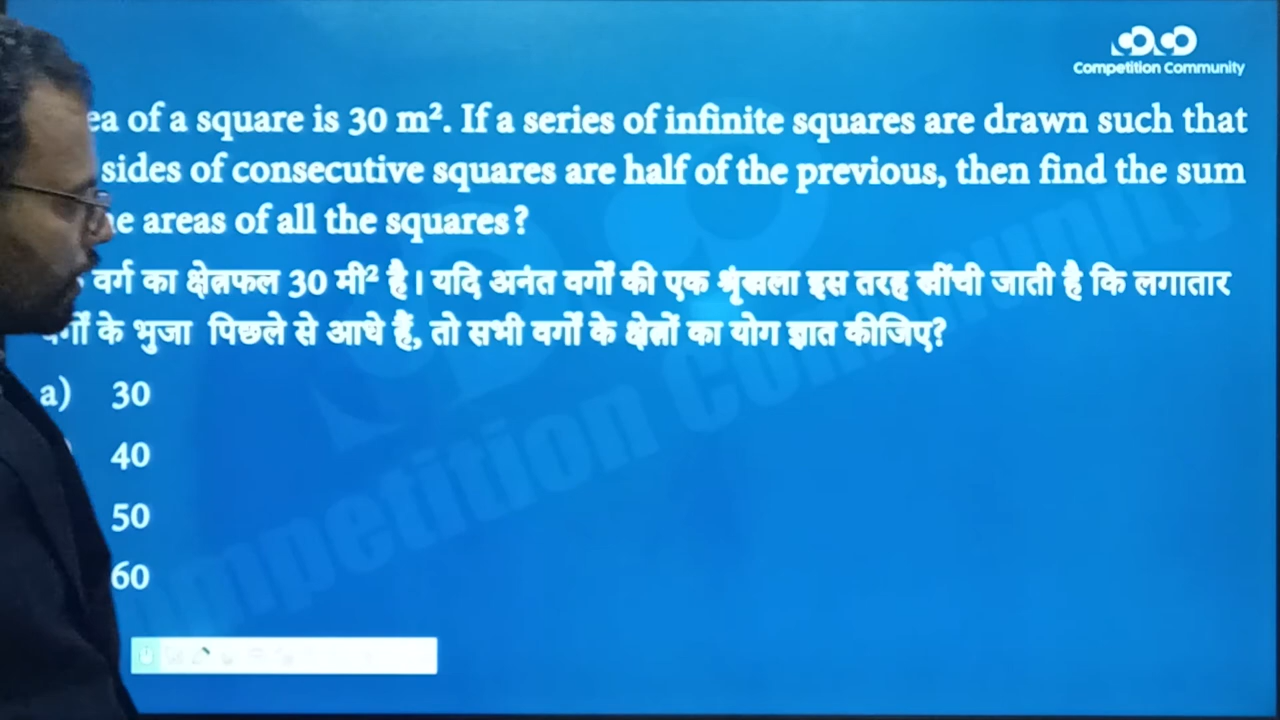 Competition Community
ea of a square is 30 m². If a series of infinite squares are drawn such that
sides of consecutive squares are half of the previous, then find the sum
e areas of all the squares?
वर्ग का क्षेत्रफल 30 मी² है। यदि अनंत वर्गों की एक श्रृंखला इस तरह खींची जाती है कि लगातार
के भुजा पिछले से आधे हैं, तो सभी वर्गों के क्षेत्रों का योग ज्ञात कीजिए?
a) 30
40
50
60
Competition Community